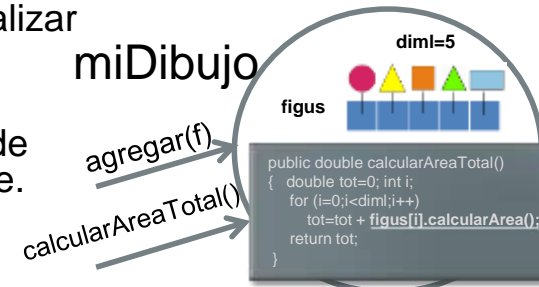 alizar
miDibujo
diml=5
figus
de
e.
agregar(f)
calcularAreaTotal()
public double calcularAreaTotal()
{ double tot=0; int i;
for (i=0;i<diml;i++)
tot=tot + figus[i].calcularArea();
return tot;
}